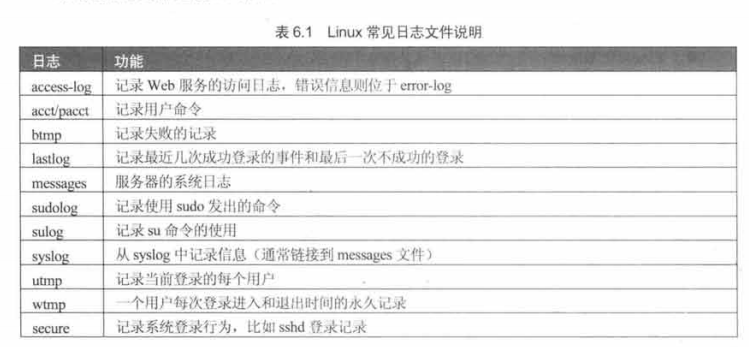 表 6.1 Linux 常见日志文件说明
日志 功能
access-log 记录 Web 服务的访问日志，错误信息则位于 error-log
acct/pacct 记录用户命令
btmp 记录失败的记录
lastlog 记录最近几次成功登录的事件和最后一次不成功的登录
messages 服务器的系统日志
sudolog 记录使用 sudo 发出的命令
sulog 记录 su 命令的使用
syslog 从 syslog 中记录信息（通常链接到 messages 文件）
utmp 记录当前登录的每个用户
wtmp 一个用户每次登录进入和退出时间的永久记录
secure 记录系统登录行为，比如 sshd 登录记录